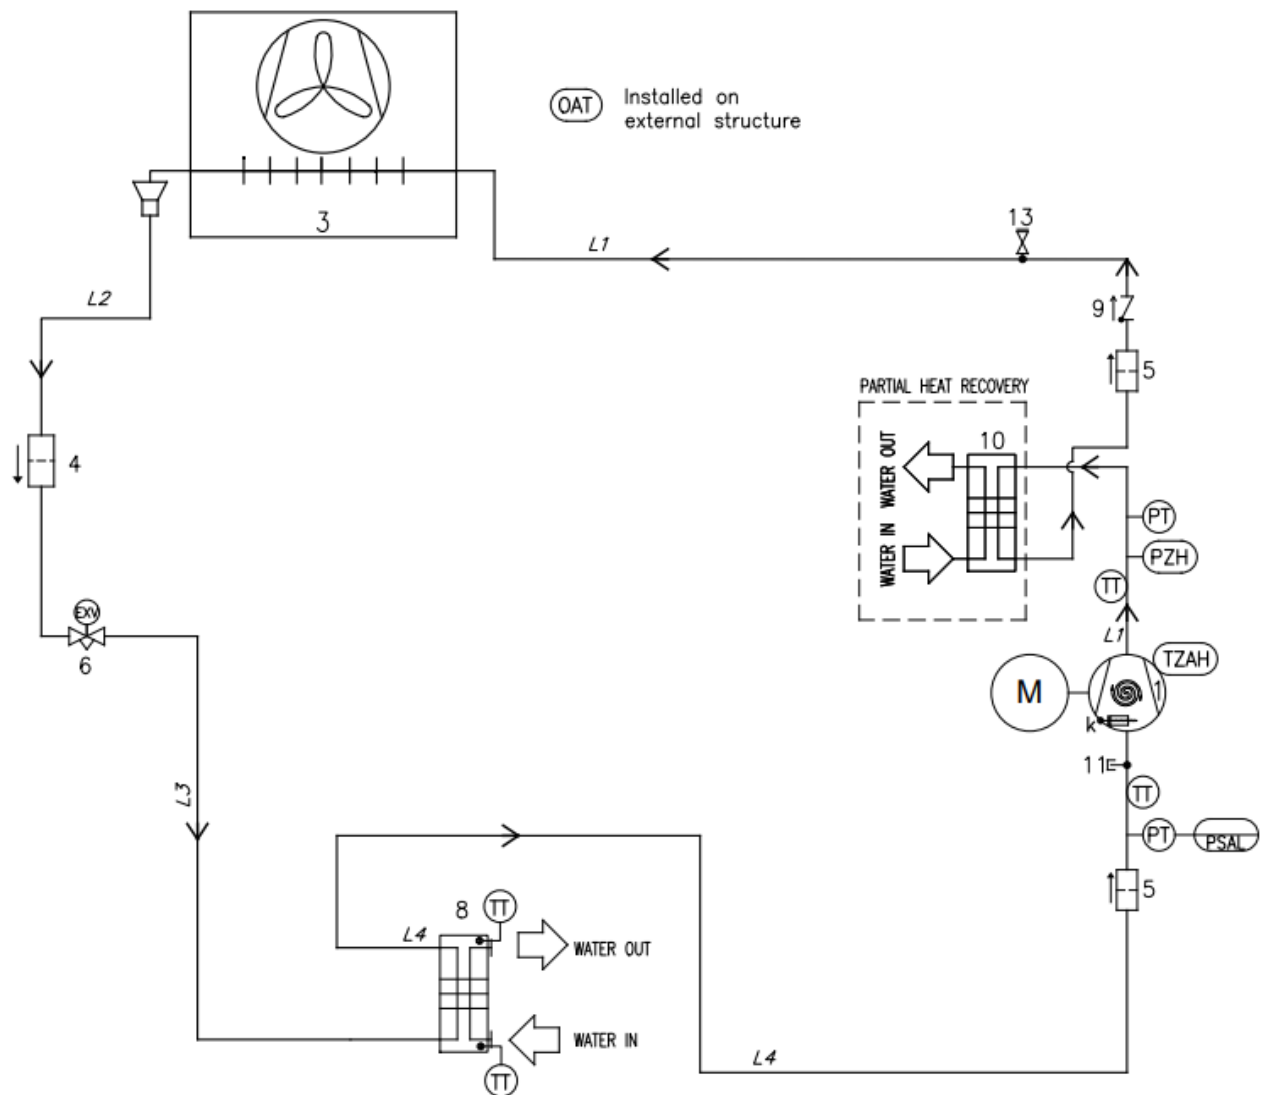 OAT
Installed on
external structure
3
13
L1
L2
9
5
PARTIAL HEAT RECOVERY
10
WATER OUT
WATER IN
4
PT
PZH
TT
L1
EXV
6
TZAH
M
1
k
11
TT
L3
PT
PSAL
5
8
TT
L4
WATER OUT
WATER IN
TT
L4